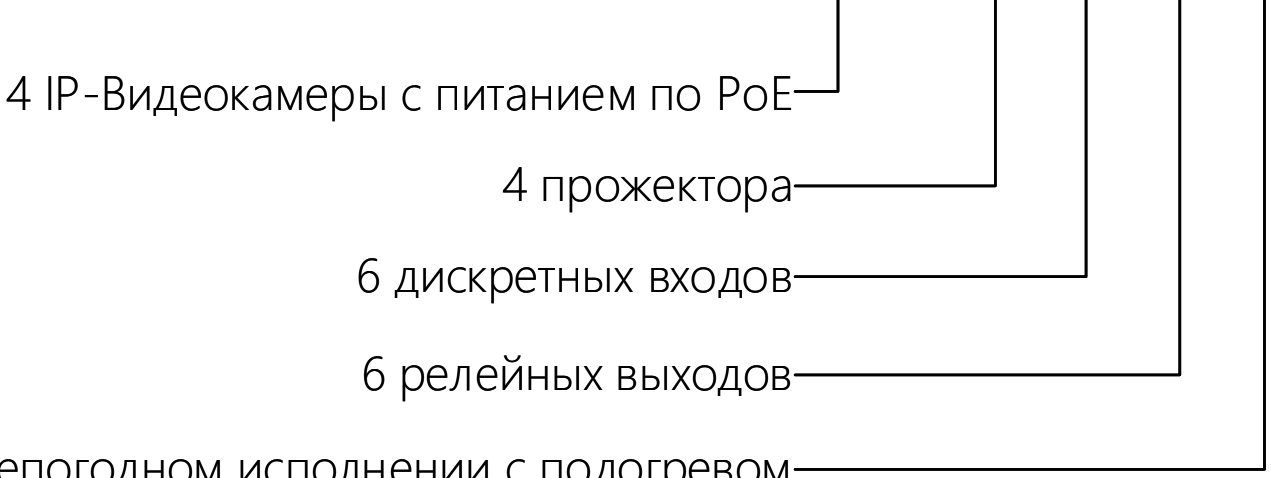 4 IP-Видеокамеры с питанием по PoE
4 прожектора
6 дискретных входов
6 релейных выходов
исполнении с подогревом